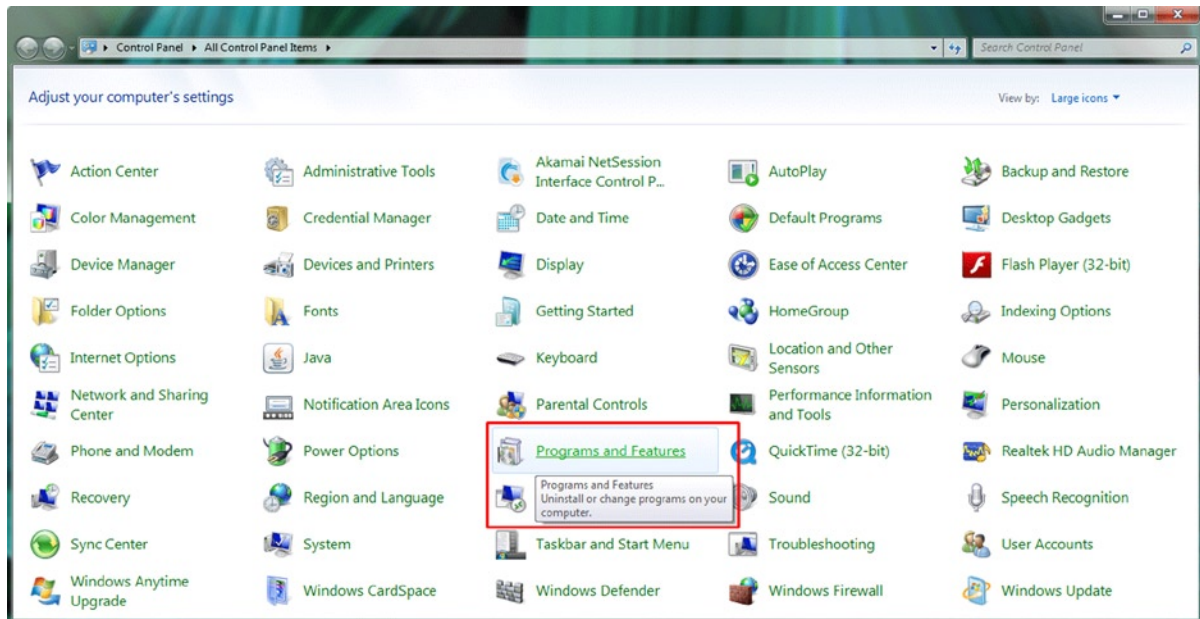 Control Panel ▸ All Control Panel Items ▸
Search Control Panel
Adjust your computer's settings
View by: Large icons
Action Center
Administrative Tools
Akamai NetSession
Interface Control P...
AutoPlay
Backup and Restore
Color Management
Credential Manager
Date and Time
Default Programs
Desktop Gadgets
Device Manager
Devices and Printers
Display
Ease of Access Center
Flash Player (32-bit)
Folder Options
Fonts
Getting Started
HomeGroup
Indexing Options
Internet Options
Java
Keyboard
Location and Other
Sensors
Mouse
Network and Sharing
Center
Notification Area Icons
Parental Controls
Performance Information
and Tools
Personalization
Phone and Modem
Power Options
Programs and Features
QuickTime (32-bit)
Realtek HD Audio Manager
Recovery
Region and Language
Programs and Features
Uninstall or change programs on your
computer.
Sound
Speech Recognition
Sync Center
System
Taskbar and Start Menu
Troubleshooting
User Accounts
Windows Anytime
Upgrade
Windows CardSpace
Windows Defender
Windows Firewall
Windows Update